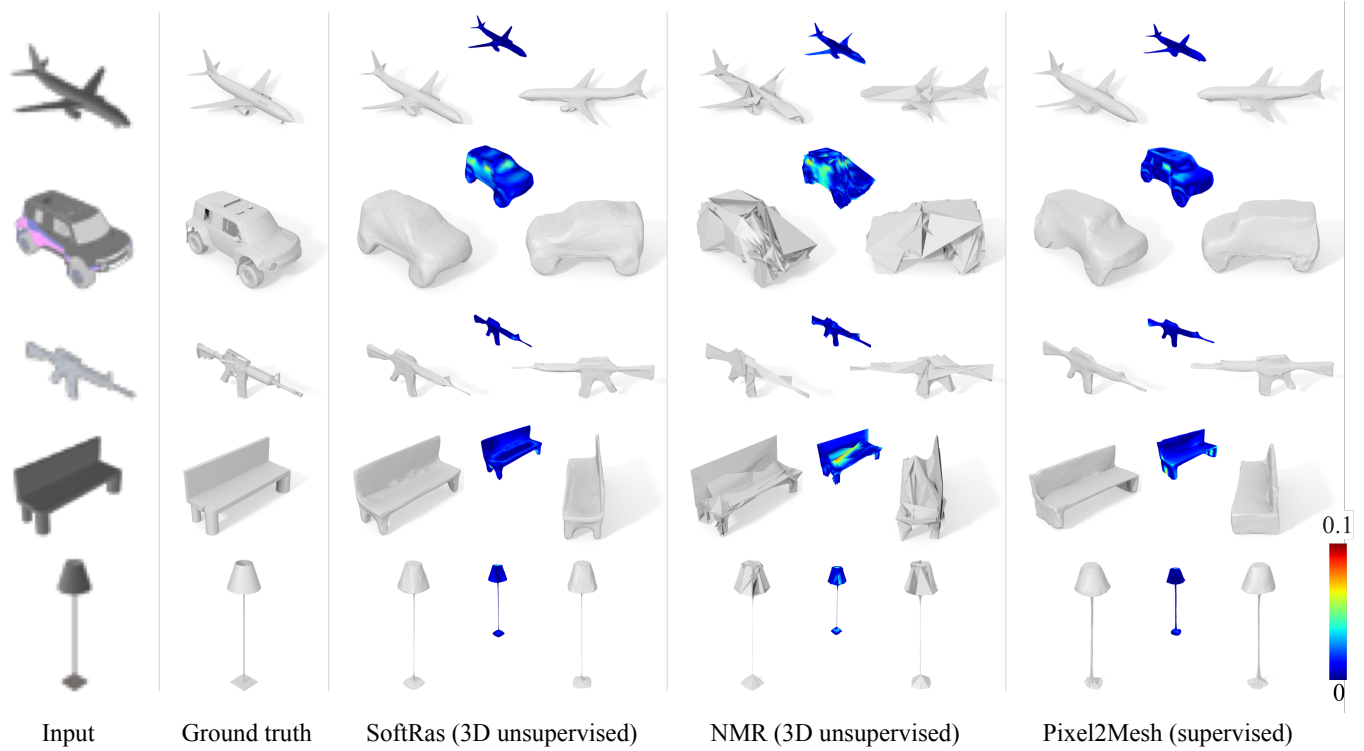 0.1
0
Input
Ground truth
SoftRas (3D unsupervised)
NMR (3D unsupervised)
Pixel2Mesh (supervised)